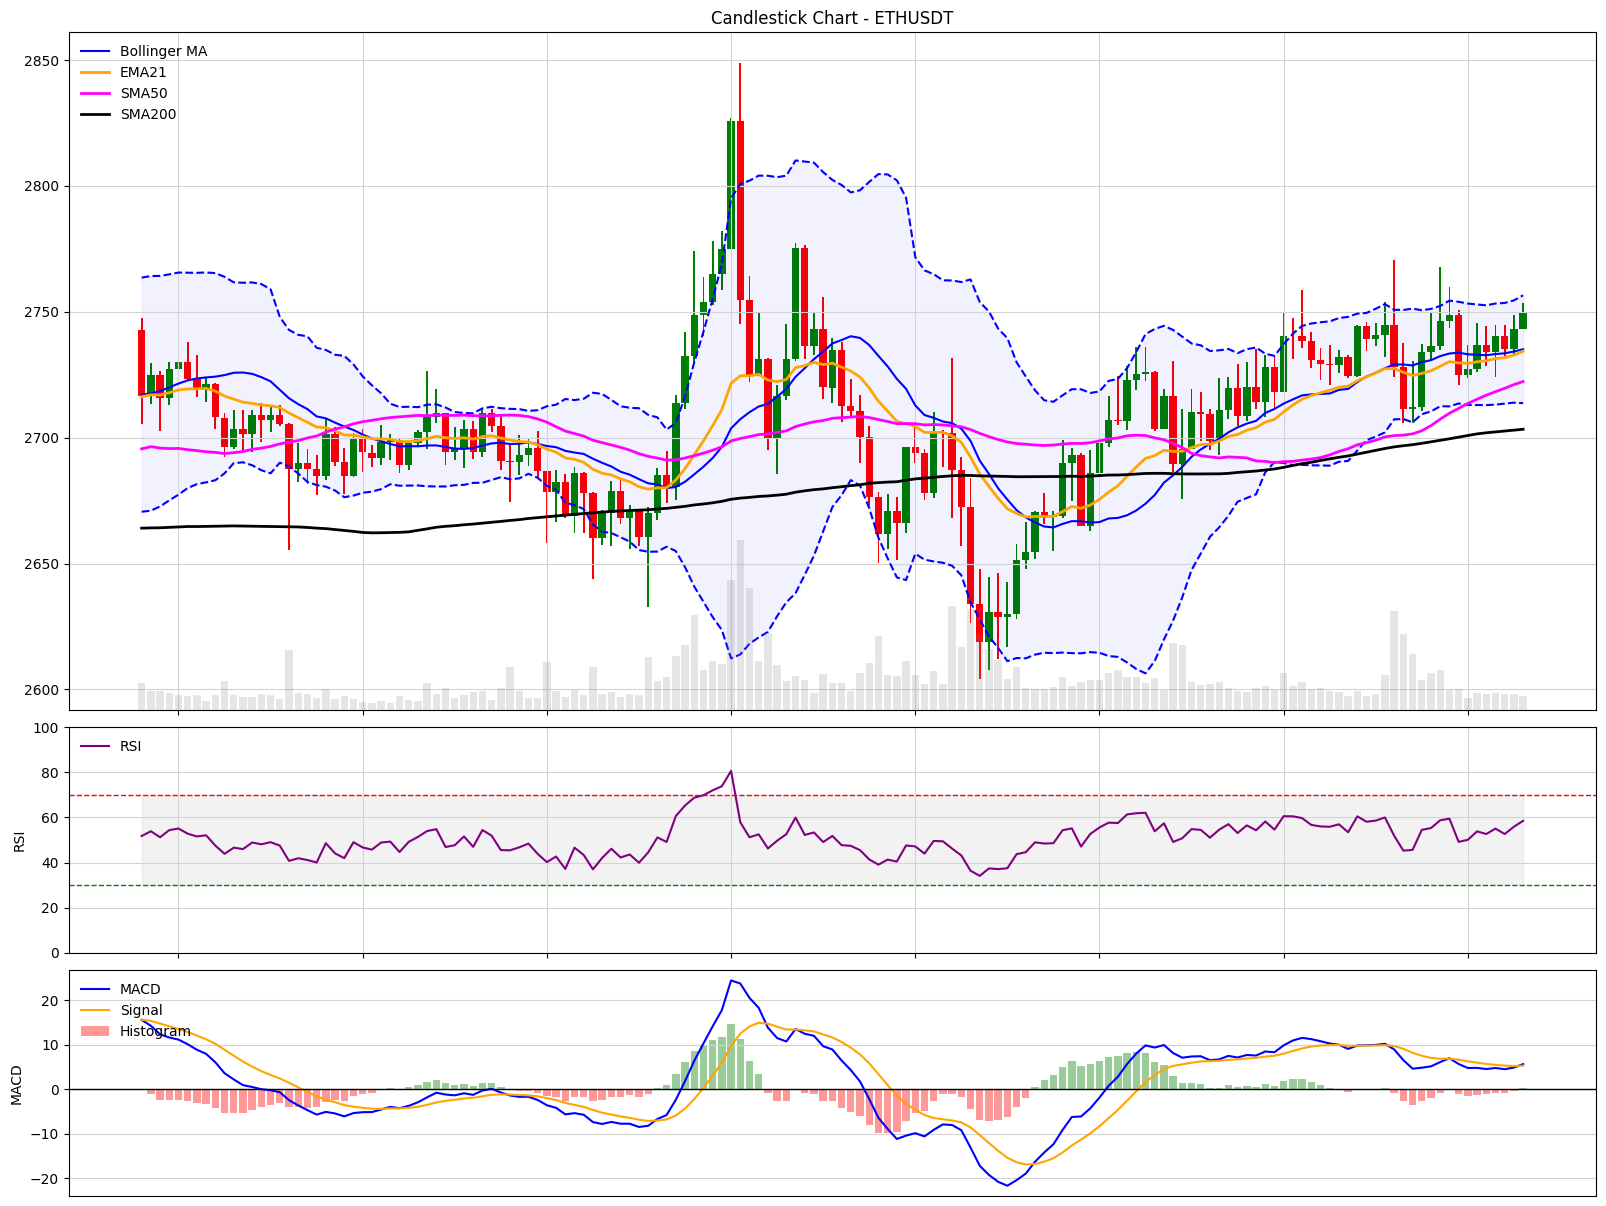 Candlestick Chart - ETHUSDT
Bollinger MA
EMA21
SMA50
SMA200
2850
2800
2750
2700
2650
2600
RSI
100
80
60
40
20
0
RSI
MACD
Signal
Histogram
20
10
0
−10
−20
MACD